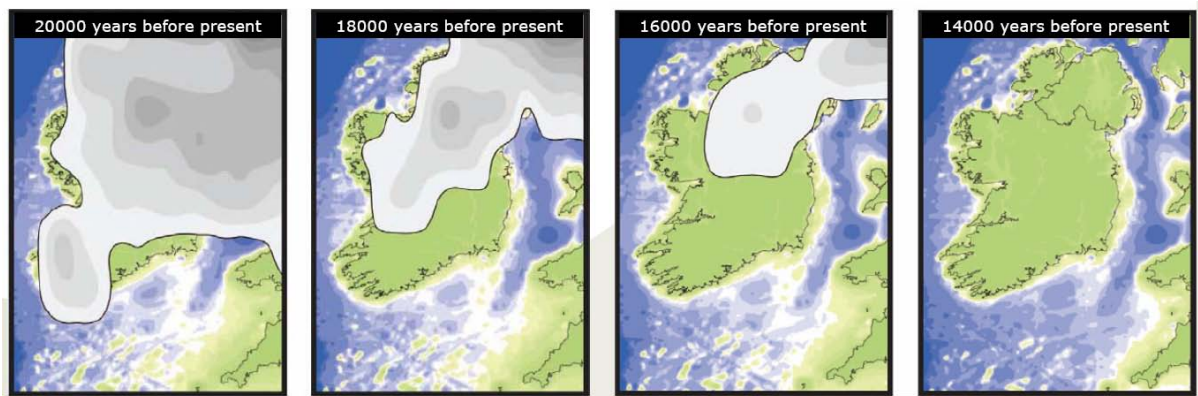 20000 years before present
18000 years before present
16000 years before present
14000 years before present